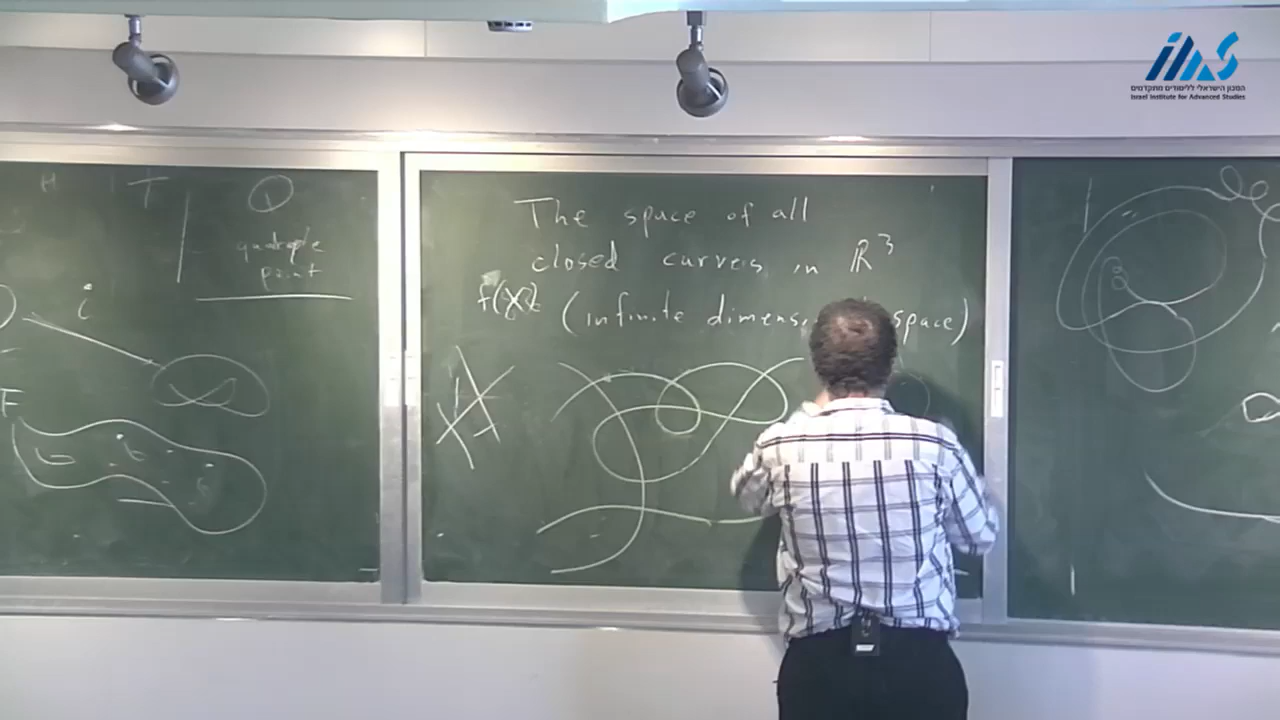 H T Q
quadruple
point
i
F
The space of all
closed curves in R³
(infinite space)
המכון הישראלי ללימודים מתקדמים
Israel Institute for Advanced Studies